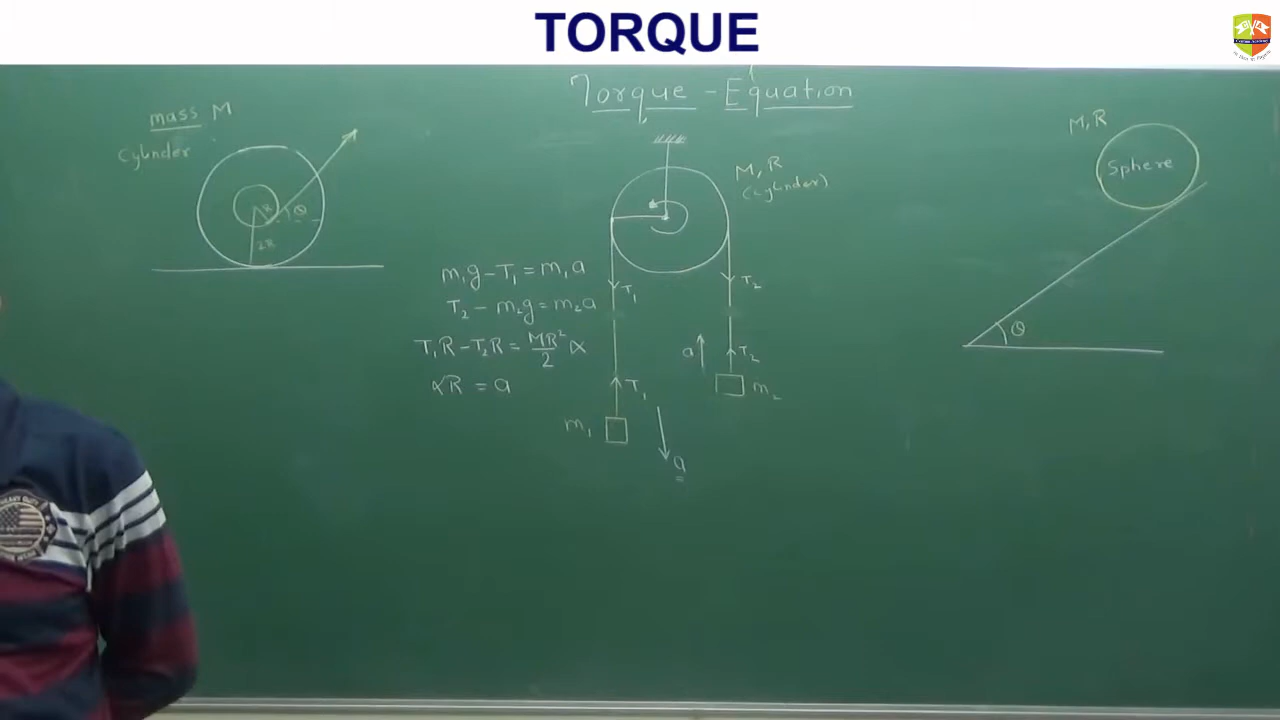 TORQUE
Torque - Equation
mass M
Cylinder
R
θ
2R
M, R
(Cylinder)
m₁g - T₁ = m₁a
T₂ - m₂g = m₂a
T₁R - T₂R = MR²/2 α
αR = a
T₁
T₂
a
T₂
m₂
T₁
m₁
a
M, R
Sphere
θ